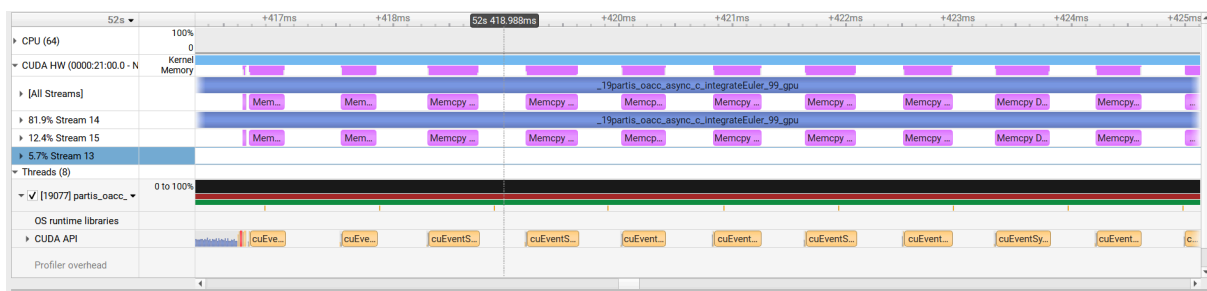 52s +417ms +418ms 52s 418.988ms +420ms +421ms +422ms +423ms +424ms +425ms
CPU (64) 100%
0
CUDA HW (0000:21:00.0 - N Kernel
Memory
[All Streams] _19partis_oacc_async_c_integrateEuler_99_gpu
Mem... Mem... Memcpy ... Memcpy ... Memcp... Memcpy ... Memcpy ... Memcpy D... Memcpy... ...
81.9% Stream 14 _19partis_oacc_async_c_integrateEuler_99_gpu
12.4% Stream 15 Mem... Mem... Memcpy ... Memcpy ... Memcp... Memcpy ... Memcpy ... Memcpy ... Memcpy D... Memcpy... ...
5.7% Stream 13
Threads (8)
[19077] partis_oacc_ 0 to 100%
OS runtime libraries
CUDA API cuEve... cuEve... cuEventS... cuEventS... cuEvent... cuEvent... cuEventS... cuEvent... cuEventSy... cuEvent... c...
Profiler overhead